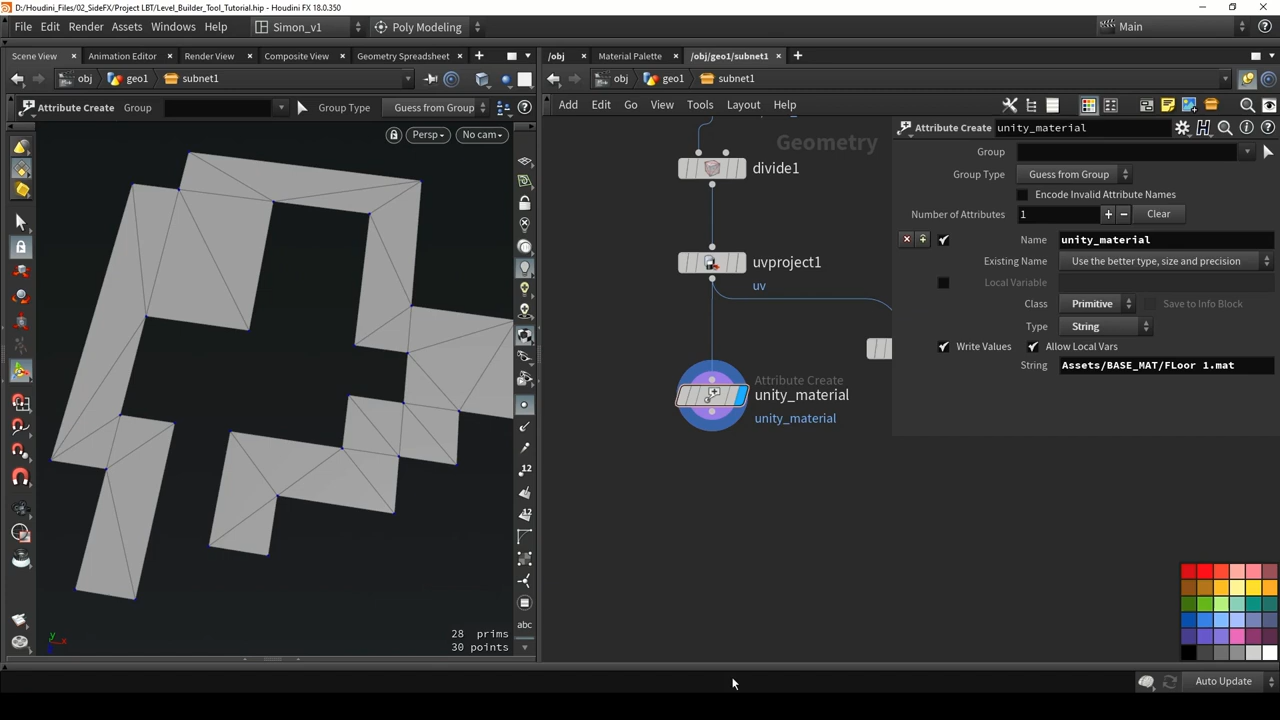 D:/Houdini_Files/02_SideFX/Project LBT/Level_Builder_Tool_Tutorial.hip - Houdini FX 18.0.350
File Edit Render Assets Windows Help Simon_v1 Poly Modeling Main
Scene View Animation Editor Render View Composite View Geometry Spreadsheet
/obj Material Palette /obj/geo1/subnet1
obj geo1 subnet1
obj geo1 subnet1
Attribute Create Group Group Type Guess from Group
Add Edit Go View Tools Layout Help
Persp No cam
Geometry
divide1
uvproject1
uv
Attribute Create
unity_material
unity_material
Attribute Create unity_material
Group
Group Type Guess from Group
Encode Invalid Attribute Names
Number of Attributes 1 Clear
Name unity_material
Existing Name Use the better type, size and precision
Local Variable
Class Primitive Save to Info Block
Type String
Write Values Allow Local Vars
String Assets/BASE_MAT/FLoor 1.mat
12
12
abc
28 prims
30 points
y
x
Auto Update